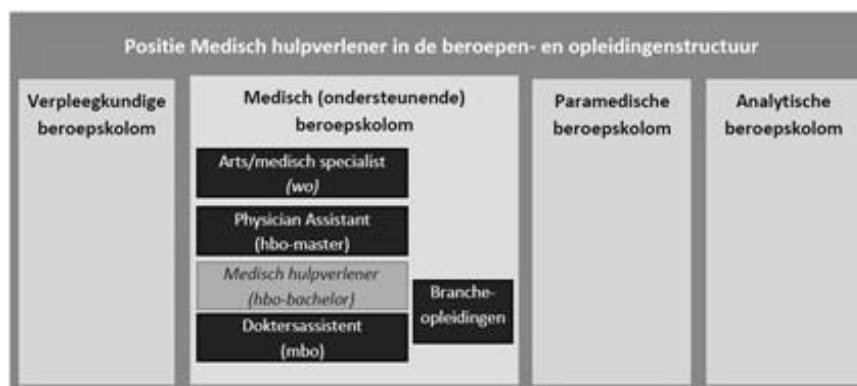 Positie Medisch hulpverlener in de beroepen- en opleidingenstructuur
Verpleegkundige
beroepskolom
Medisch (ondersteunende)
beroepskolom
Arts/medisch specialist
(wo)
Physician Assistant
(hbo-master)
Medisch hulpverlener
(hbo-bachelor)
Doktersassistent
(mbo)
Branche-
opleidingen
Paramedische
beroepskolom
Analytische
beroepskolom